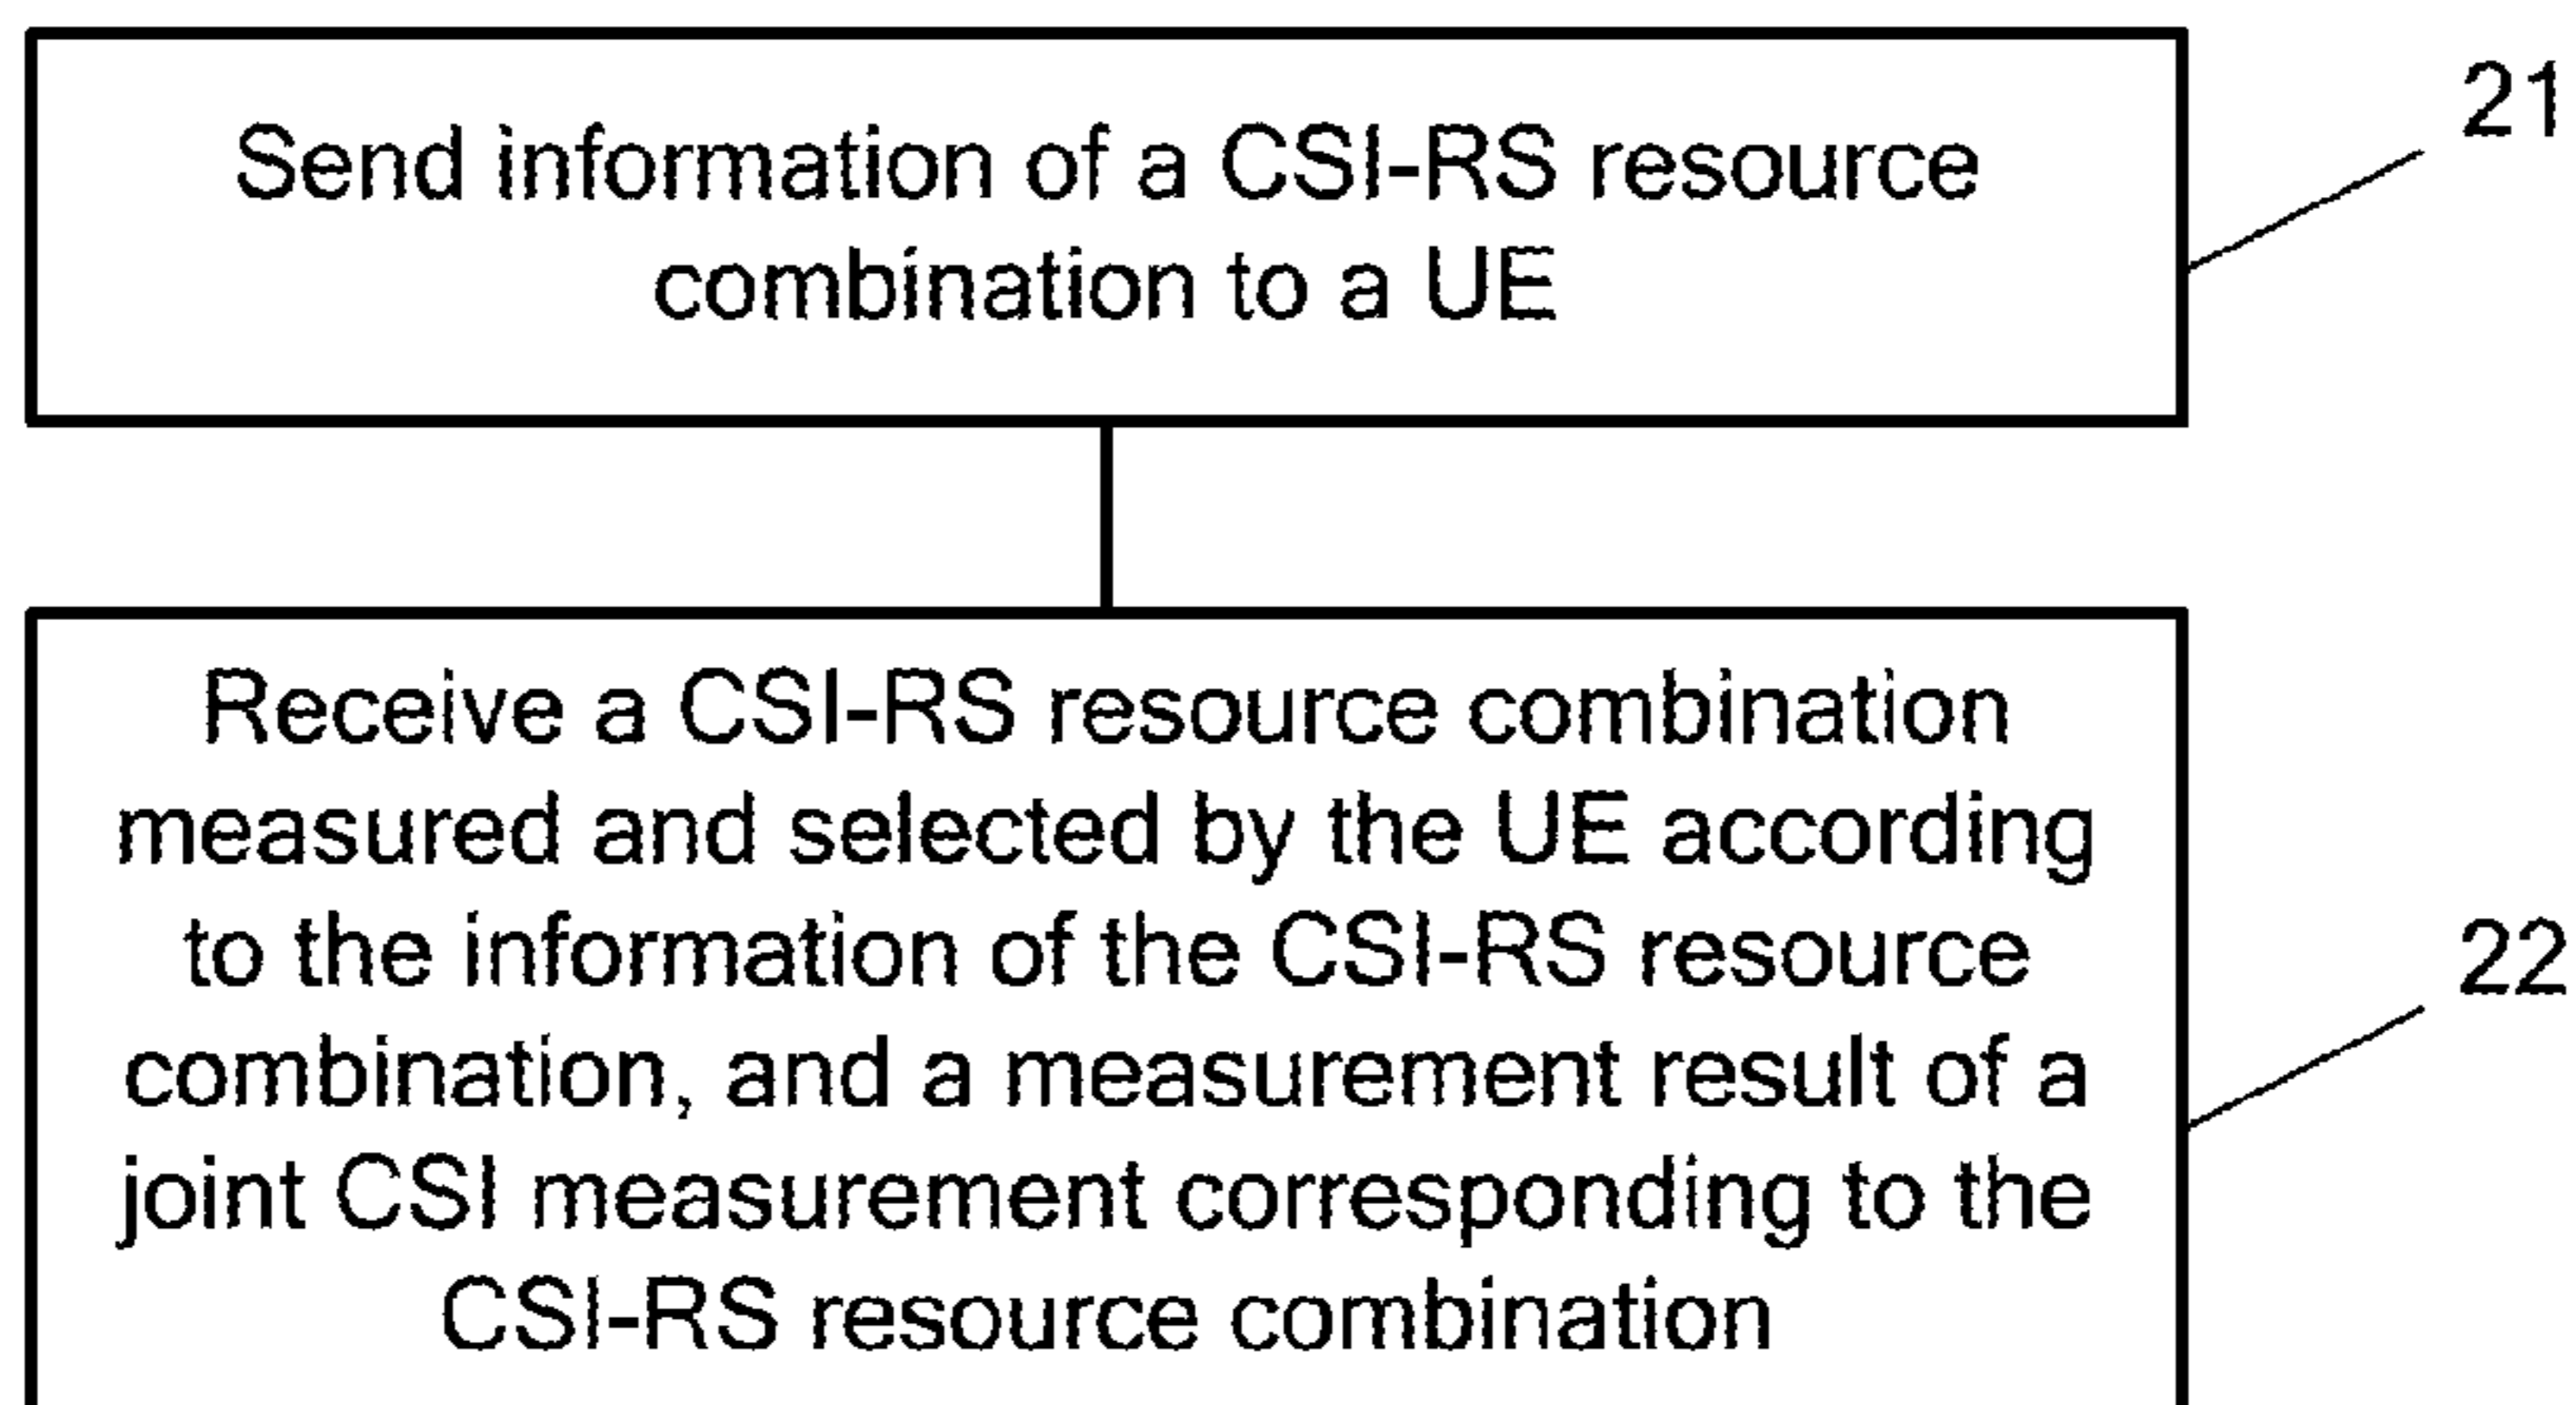 Send information of a CSI-RS resource
combination to a UE
21
Receive a CSI-RS resource combination
measured and selected by the UE according
to the information of the CSI-RS resource
combination, and a measurement result of a
joint CSI measurement corresponding to the
CSI-RS resource combination
22